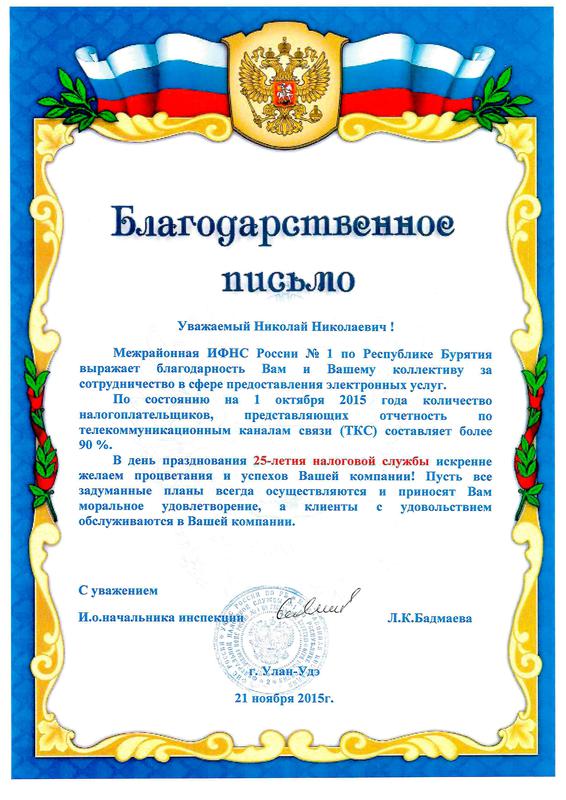 Благодарственное
письмо
Уважаемый Николай Николаевич !
Межрайонная ИФНС России № 1 по Республике Бурятия
выражает благодарность Вам и Вашему коллективу за
сотрудничество в сфере предоставления электронных услуг.
По состоянию на 1 октября 2015 года количество
налогоплательщиков, представляющих отчетность по
телекоммуникационным каналам связи (ТКС) составляет более
90 %.
В день празднования 25-летия налоговой службы искренне
желаем процветания и успехов Вашей компании! Пусть все
задуманные планы всегда осуществляются и приносят Вам
моральное удовлетворение, а клиенты с удовольствием
обслуживаются в Вашей компании.
С уважением
И.о.начальника инспекции Л.К.Бадмаева
г. Улан-Удэ
21 ноября 2015г.